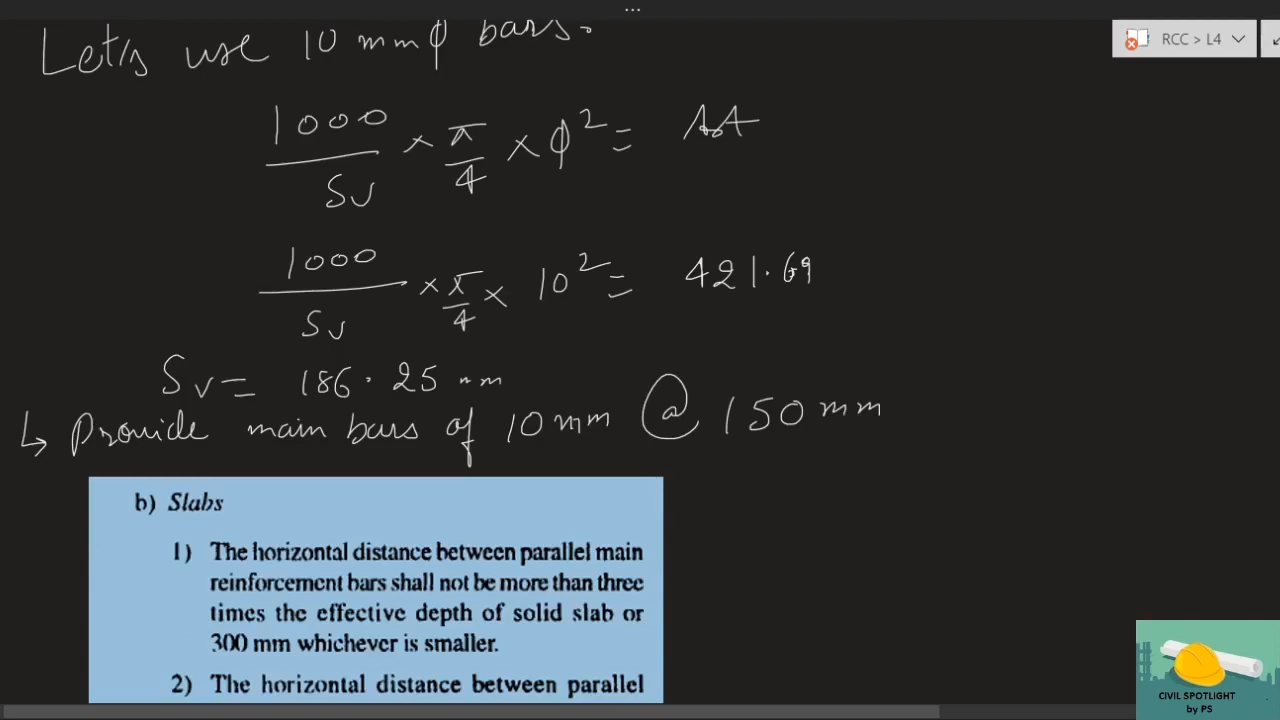 ...
Let's use 10 mm ϕ bars.
RCC > L4
1000/Sv × π/4 × ϕ² = Ast
1000/Sv × π/4 × 10² = 421.69
Sv = 186.25 mm
↳ Provide main bars of 10 mm @ 150 mm
b) Slabs
1) The horizontal distance between parallel main
reinforcement bars shall not be more than three
times the effective depth of solid slab or
300 mm whichever is smaller.
2) The horizontal distance between parallel
CIVIL SPOTLIGHT
by PS